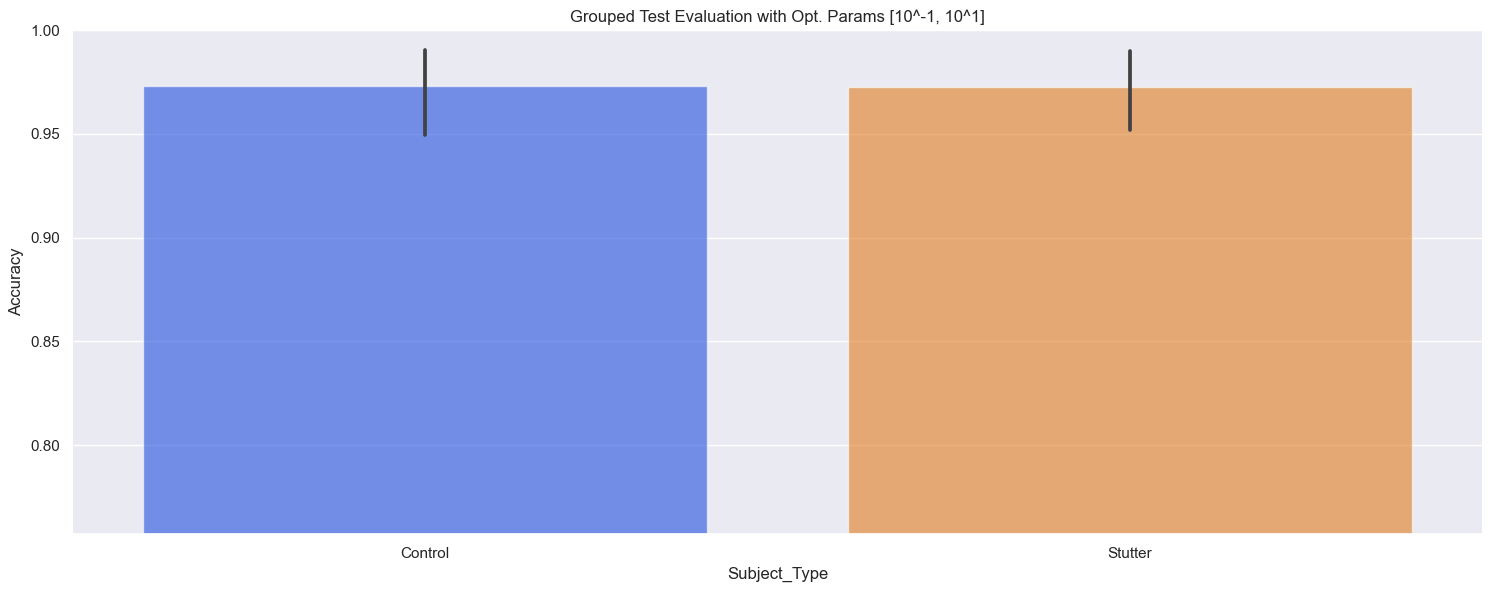 Grouped Test Evaluation with Opt. Params [10^-1, 10^1]
1.00
0.95
0.90
0.85
0.80
Accuracy
Control
Stutter
Subject_Type